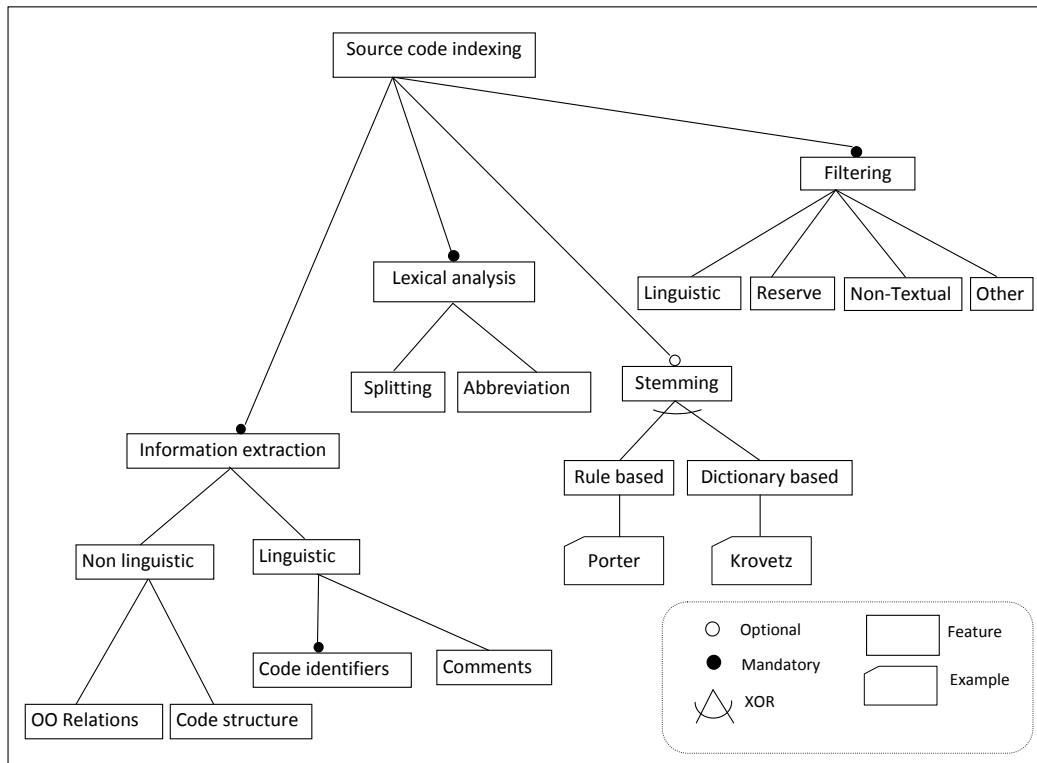 Source code indexing
Filtering
Linguistic
Reserve
Non-Textual
Other
Lexical analysis
Splitting
Abbreviation
Stemming
Rule based
Dictionary based
Porter
Krovetz
Information extraction
Non linguistic
Linguistic
Code identifiers
Comments
OO Relations
Code structure
Optional
Mandatory
XOR
Feature
Example